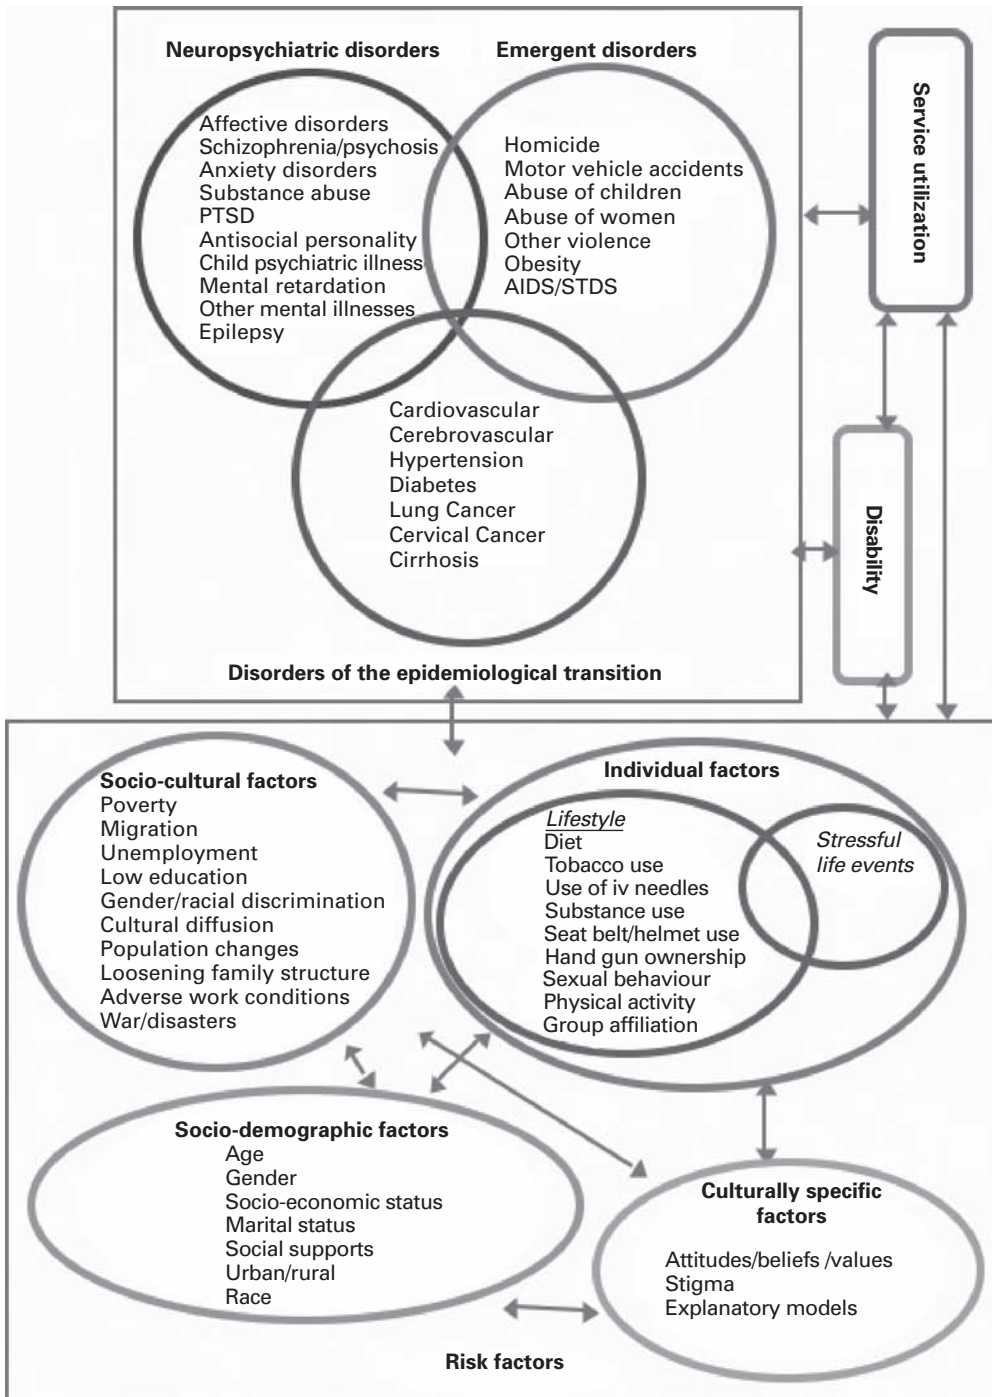 Neuropsychiatric disorders
Emergent disorders
Affective disorders
Schizophrenia/psychosis
Anxiety disorders
Substance abuse
PTSD
Antisocial personality
Child psychiatric illness
Mental retardation
Other mental illnesses
Epilepsy
Homicide
Motor vehicle accidents
Abuse of children
Abuse of women
Other violence
Obesity
AIDS/STDS
Cardiovascular
Cerebrovascular
Hypertension
Diabetes
Lung Cancer
Cervical Cancer
Cirrhosis
Disorders of the epidemiological transition
Service utilization
Disability
Socio-cultural factors
Poverty
Migration
Unemployment
Low education
Gender/racial discrimination
Cultural diffusion
Population changes
Loosening family structure
Adverse work conditions
War/disasters
Individual factors
Lifestyle
Diet
Tobacco use
Use of iv needles
Substance use
Seat belt/helmet use
Hand gun ownership
Sexual behaviour
Physical activity
Group affiliation
Stressful
life events
Socio-demographic factors
Age
Gender
Socio-economic status
Marital status
Social supports
Urban/rural
Race
Culturally specific
factors
Attitudes/beliefs /values
Stigma
Explanatory models
Risk factors